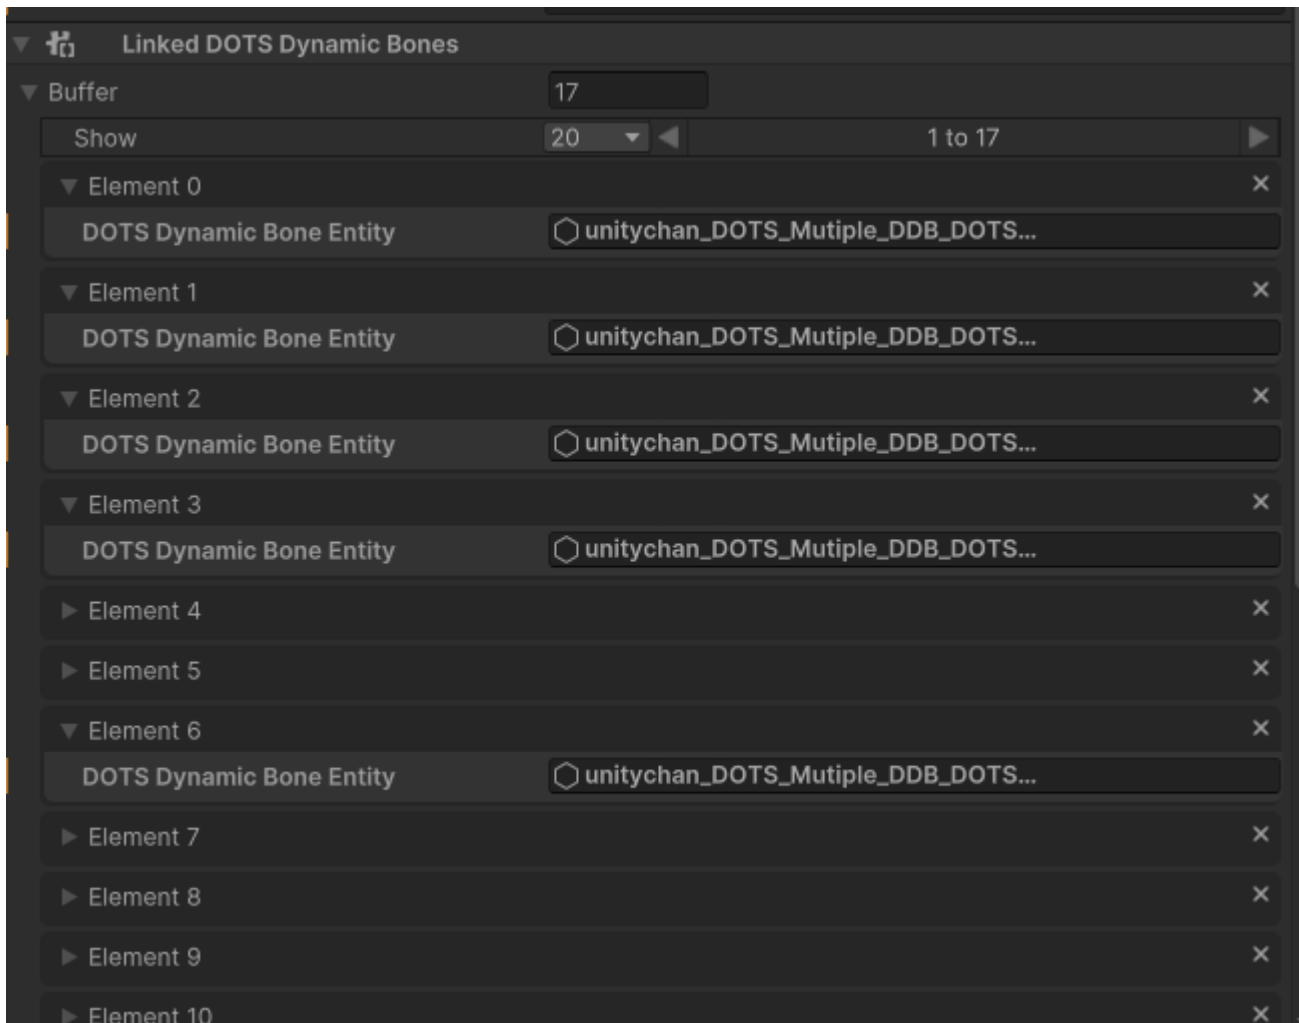 Linked DOTS Dynamic Bones
Buffer 17
Show 20 1 to 17
Element 0
DOTS Dynamic Bone Entity unitychan_DOTS_Mutiple_DDB_DOTS...
Element 1
DOTS Dynamic Bone Entity unitychan_DOTS_Mutiple_DDB_DOTS...
Element 2
DOTS Dynamic Bone Entity unitychan_DOTS_Mutiple_DDB_DOTS...
Element 3
DOTS Dynamic Bone Entity unitychan_DOTS_Mutiple_DDB_DOTS...
Element 4
Element 5
Element 6
DOTS Dynamic Bone Entity unitychan_DOTS_Mutiple_DDB_DOTS...
Element 7
Element 8
Element 9
Element 10